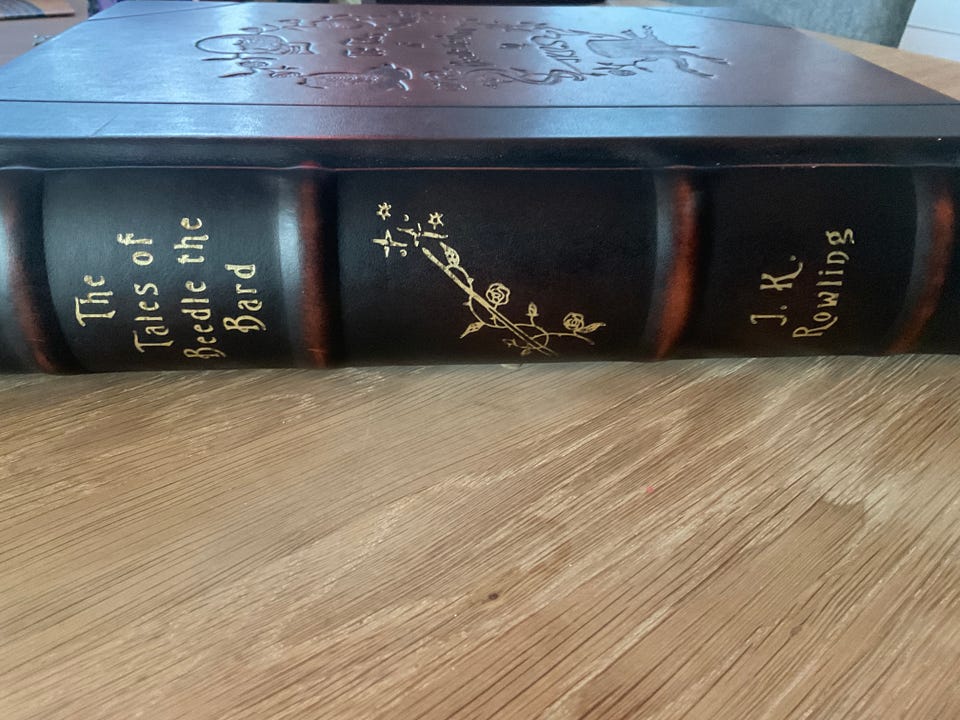 The
Tales of
Beedle the
Bard
J. K.
Rowling